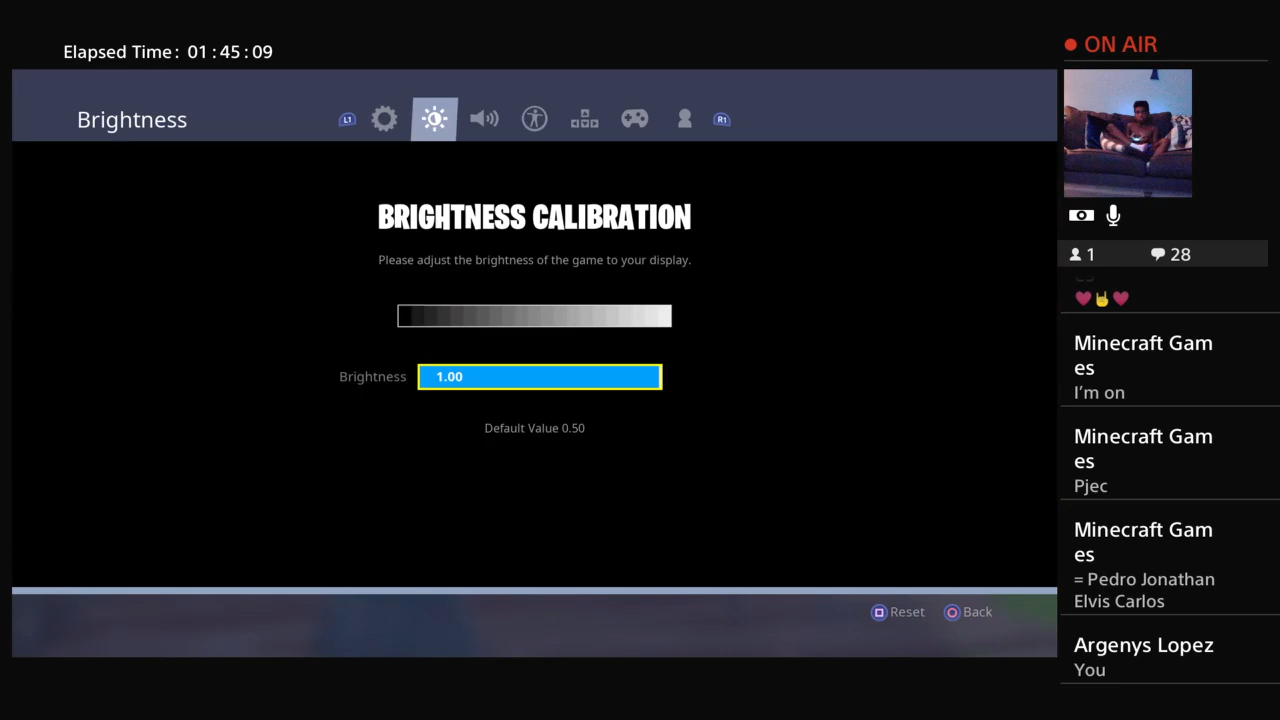 Elapsed Time: 01:45:09
ON AIR
Brightness
L1
R1
BRIGHTNESS CALIBRATION
Please adjust the brightness of the game to your display.
Brightness
1.00
Default Value 0.50
Reset
Back
1
28
💗🤘💗
Minecraft Gam
es
I'm on
Minecraft Gam
es
Pjec
Minecraft Gam
es
= Pedro Jonathan
Elvis Carlos
Argenys Lopez
You